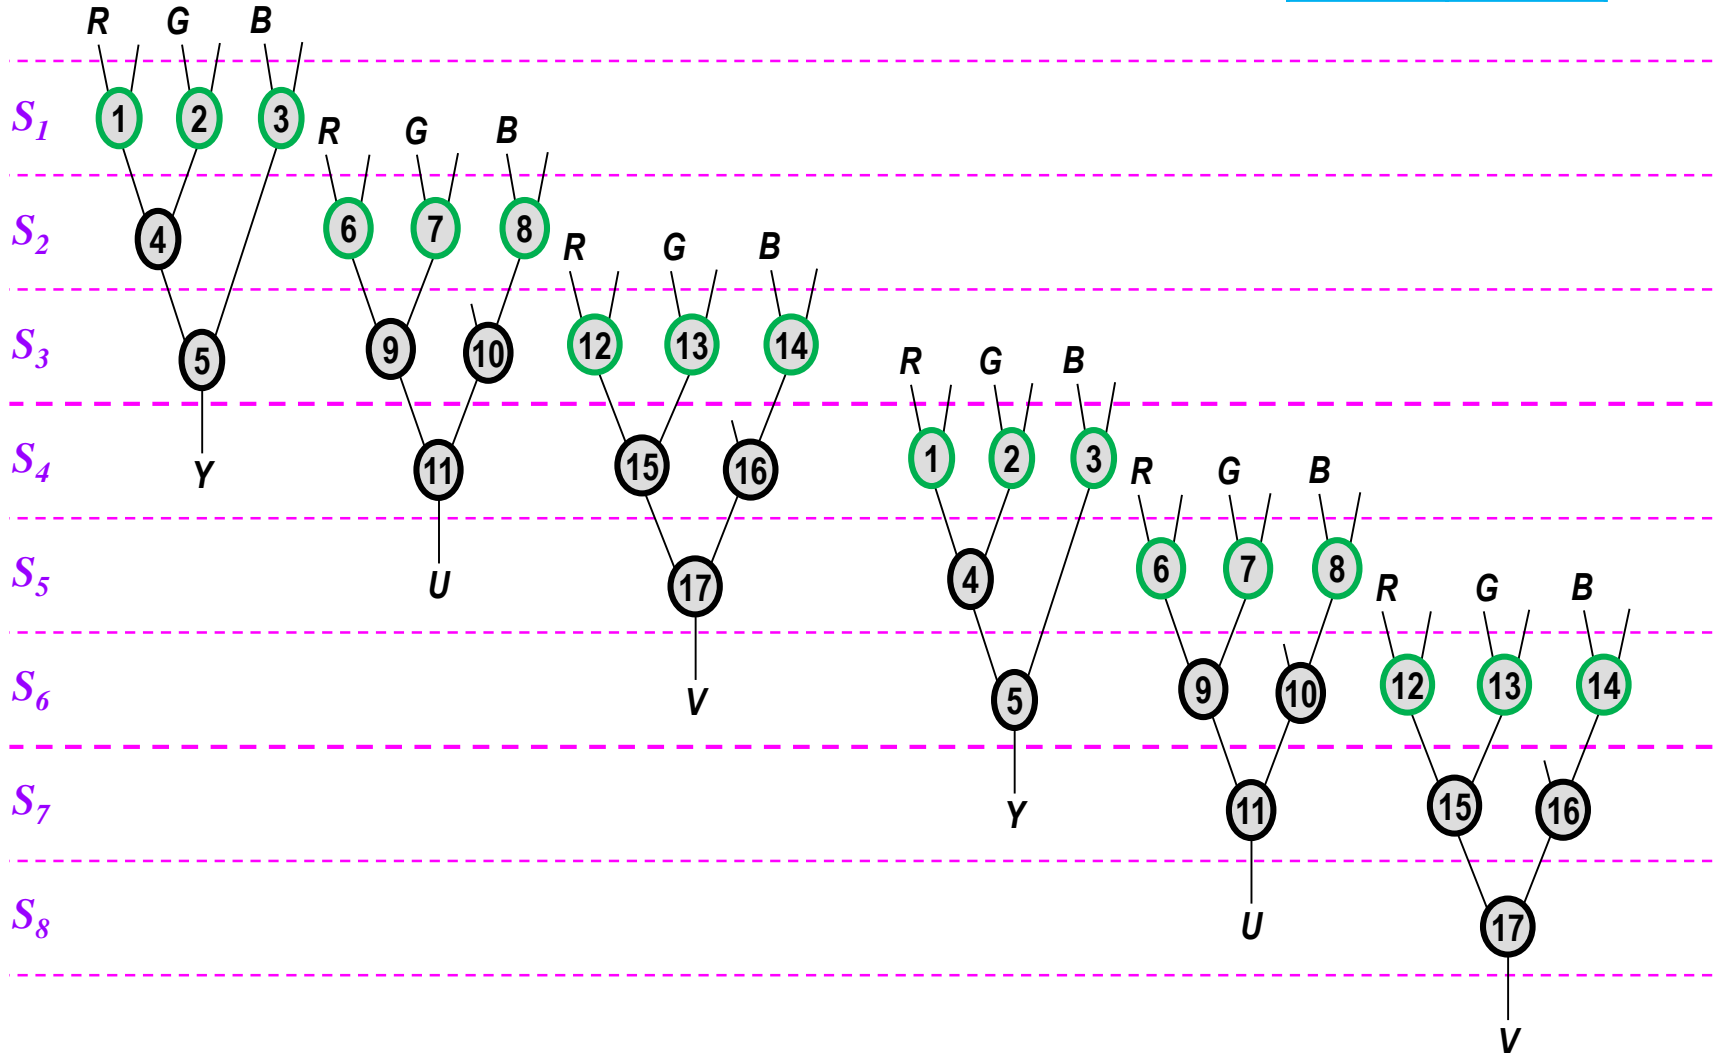 R G B
S1 1 2 3
R G B
S2 4 6 7 8
R G B
S3 5 9 10 12 13 14
R G B
S4 Y 11 15 16 1 2 3
R G B
S5 U 17 4 6 7 8
R G B
S6 V 5 9 10 12 13 14
S7 Y 11 15 16
S8 U 17
V